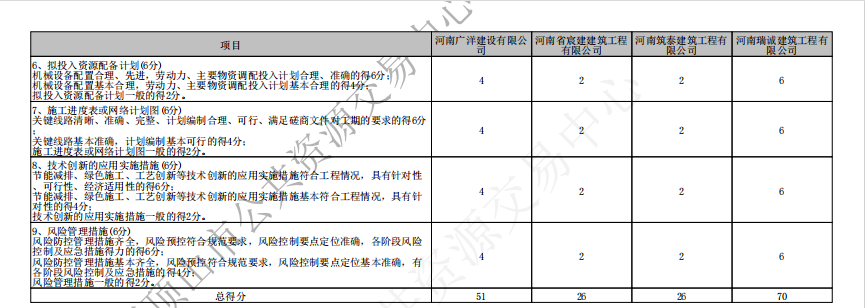 项目 河南广洋建设有限公司 河南省宸建建筑工程有限公司 河南筑泰建筑工程有限公司 河南瑞诚建筑工程有限公司
6、拟投入资源配备计划(6分)
机械设备配置合理、先进，劳动力、主要物资调配投入计划合理、准确的得6分；
机械设备配置基本合理，劳动力、主要物资调配投入计划基本合理的得4分；
拟投入资源配备计划一般的得2分。
4 2 2 6
7、施工进度表或网络计划图(6分)
关键线路清晰、准确、完整、计划编制合理、可行、满足磋商文件对工期的要求的得6分
；
关键线路基本准确，计划编制基本可行的得4分；
施工进度表或网络计划图一般的得2分。
4 2 2 6
8、技术创新的应用实施措施(6分)
节能减排、绿色施工、工艺创新等技术创新的应用实施措施符合工程情况，具有针对性
、可行性、经济适用性的得6分；
节能减排、绿色施工、工艺创新等技术创新的应用实施措施基本符合工程情况，具有针
对性的得4分；
技术创新的应用实施措施一般的得2分。
4 2 2 6
9、风险管理措施(6分)
风险防控管理措施齐全，风险预控符合规范要求，风险控制要点定位准确，各阶段风险
控制及应急措施得力的得6分；
风险防控管理措施基本齐全，风险预控符合规范要求，风险控制要点定位基本准确，有
各阶段风险控制及应急措施的得4分；
风险管理措施一般的得2分。
4 2 2 6
总得分 51 26 26 70
顶山市公共资源交易中心
共资源交易中心